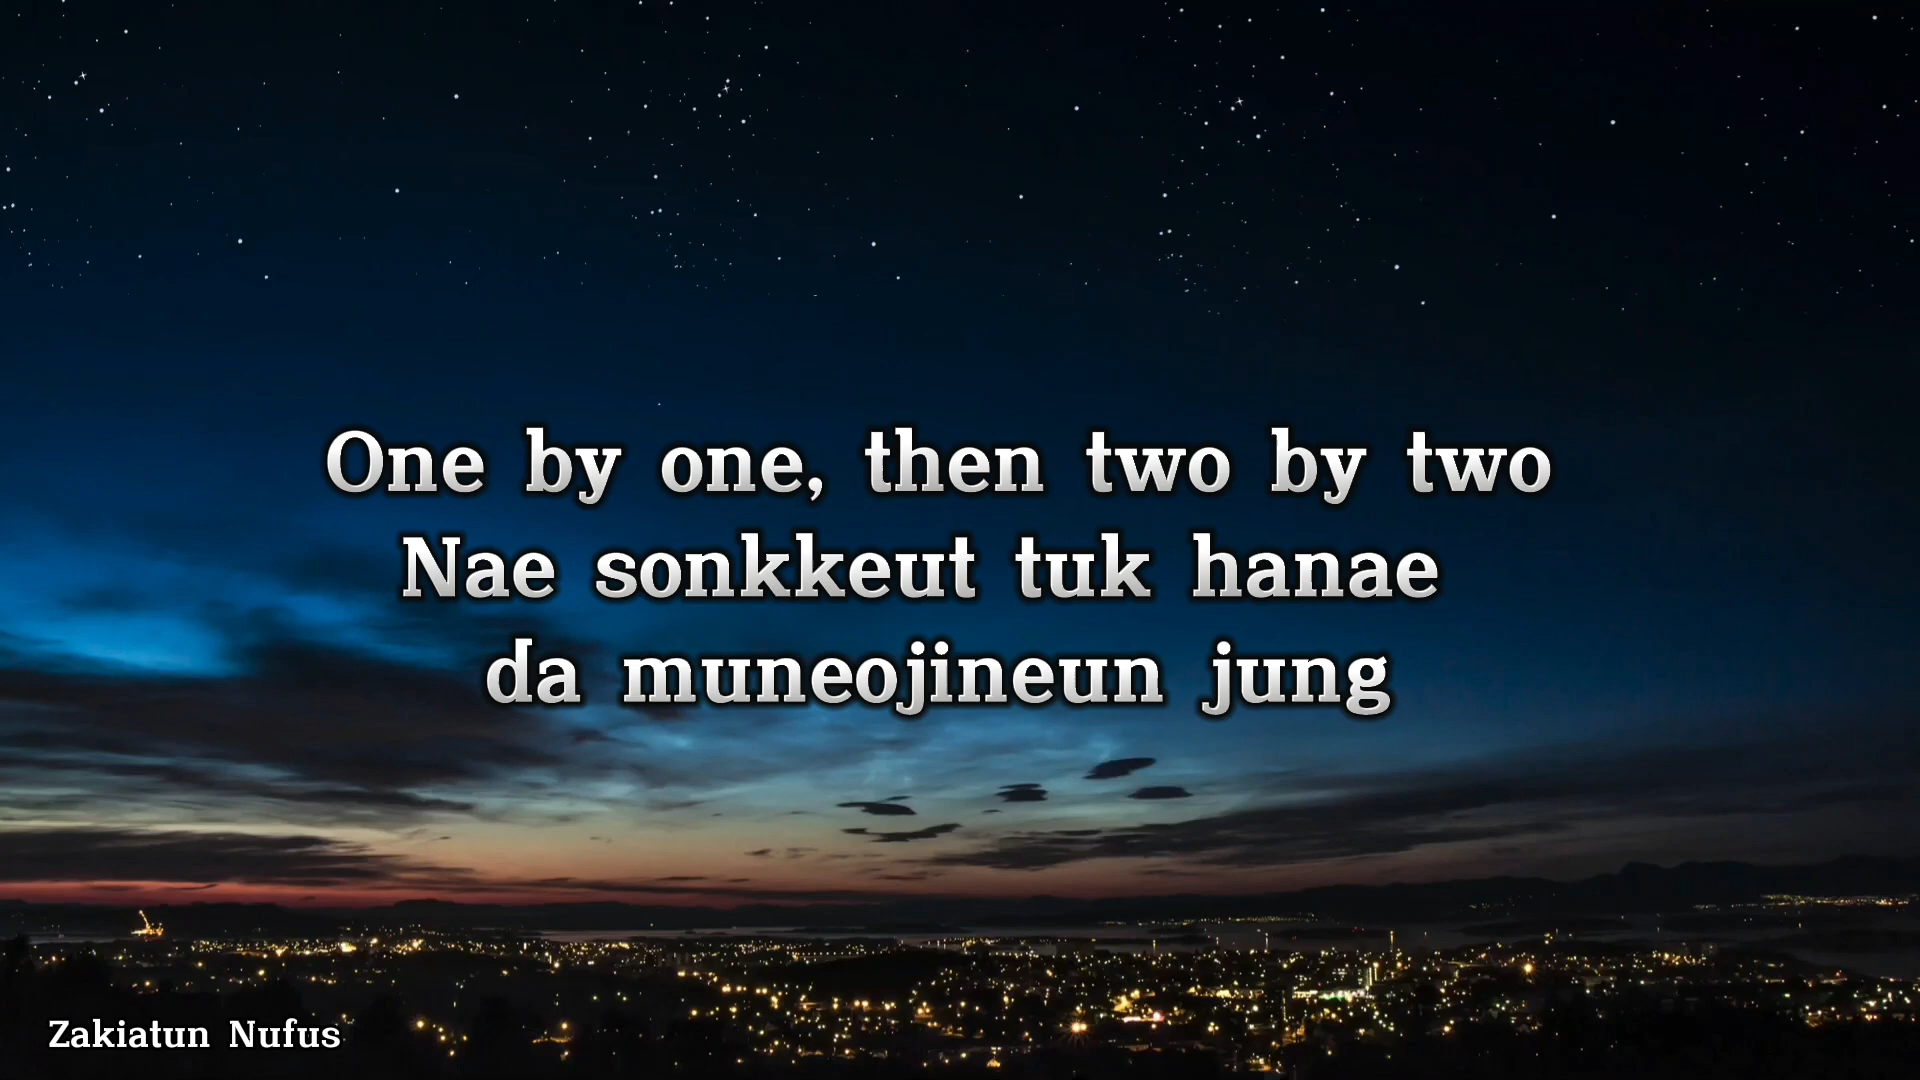 One by one, then two by two
Nae sonkkeut tuk hanae
da muneojineun jung
Zakiatun Nufus